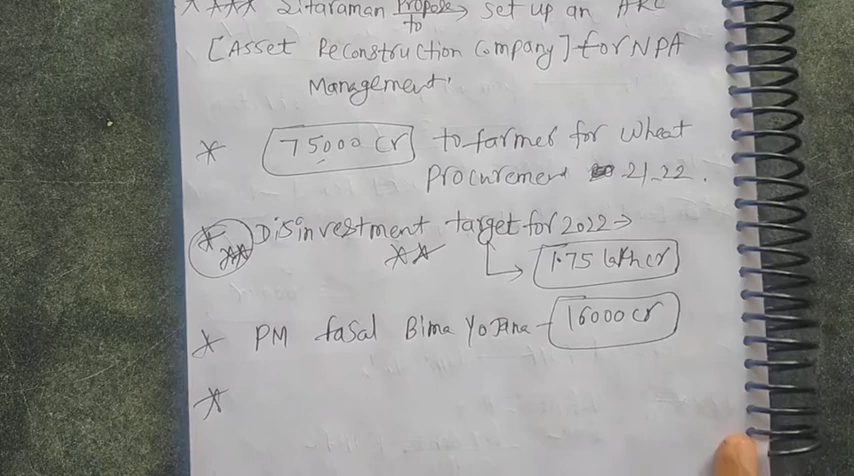 *** Sitaraman propose to → set up an ARC
[Asset Reconstruction Company] for NPA
Management
* 75000 cr to farmer for wheat
Procurement 21-22.
*** Disinvestment target for 2022→
** 1.75 lakh cr
* PM fasal Bima Yojana - 16000 cr
*